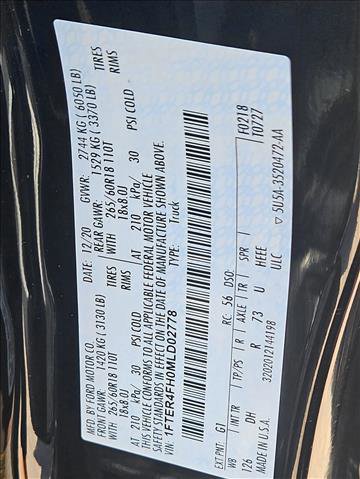 MFD. BY FORD MOTOR CO.
DATE: 12/20 GVWR: 2744 KG ( 6050 LB)
FRONT GAWR: 1420 KG ( 3130 LB) REAR GAWR: 1529 KG ( 3370 LB)
WITH 265/60R18 110T TIRES WITH 265/60R18 110T TIRES
18x8.0J RIMS 18x8.0J RIMS
AT 210 kPa/ 30 PSI COLD AT 210 kPa/ 30 PSI COLD
THIS VEHICLE CONFORMS TO ALL APPLICABLE FEDERAL MOTOR VEHICLE
SAFETY STANDARDS IN EFFECT ON THE DATE OF MANUFACTURE SHOWN ABOVE.
VIN: 1FTER4FH0MLD02778
TYPE: Truck
F0218
T0727
EXT PNT: G1 RC: 56 DSO:
WB INT TR TP/PS R AXLE TR SPR
126 DH R 73 U HEEE
MADE IN U.S.A. ULC
3202012144198
SU5A-3520472-AA